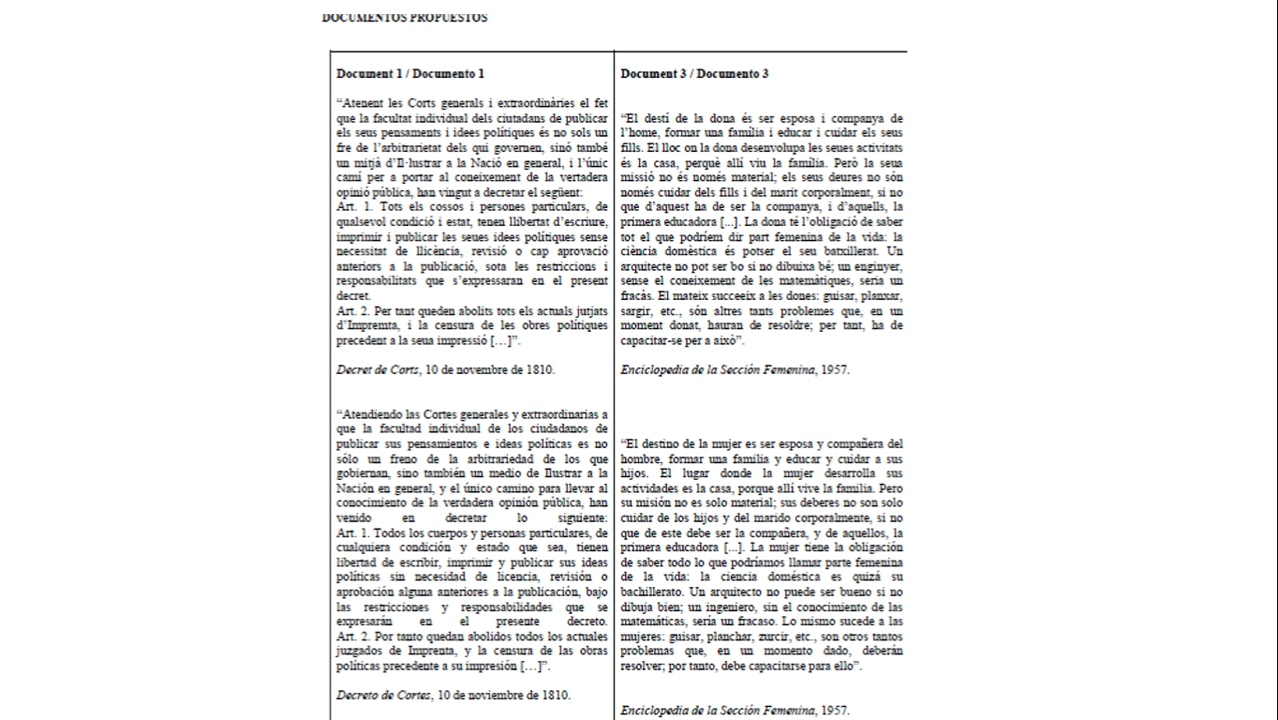 DOCUMENTOS PROPUESTOS
Document 1 / Documento 1
“Atenent les Corts generals i extraordinàries el fet
que la facultat individual dels ciutadans de publicar
els seus pensaments i idees polítiques és no sols un
fre de l’arbitrarietat dels qui governen, sinó també
un mitjà d’Il·lustrar a la Nació en general, i l’únic
camí per a portar al coneixement de la vertadera
opinió pública, han vingut a decretar el següent:
Art. 1. Tots els cossos i persones particulars, de
qualsevol condició i estat, tenen llibertat d’escriure,
imprimir i publicar les seues idees polítiques sense
necessitat de llicència, revisió o cap aprovació
anteriors a la publicació, sota les restriccions i
responsabilitats que s’expressaran en el present
decret.
Art. 2. Per tant queden abolits tots els actuals jutjats
d’Impremta, i la censura de les obres polítiques
precedent a la seua impressió […]”.
Decret de Corts, 10 de novembre de 1810.
“Atendiendo las Cortes generales y extraordinarias a
que la facultad individual de los ciudadanos de
publicar sus pensamientos e ideas políticas es no
sólo un freno de la arbitrariedad de los que
gobiernan, sino también un medio de Ilustrar a la
Nación en general, y el único camino para llevar al
conocimiento de la verdadera opinión pública, han
venido en decretar lo siguiente:
Art. 1. Todos los cuerpos y personas particulares, de
cualquiera condición y estado que sea, tienen
libertad de escribir, imprimir y publicar sus ideas
políticas sin necesidad de licencia, revisión o
aprobación alguna anteriores a la publicación, bajo
las restricciones y responsabilidades que se
expresarán en el presente decreto.
Art. 2. Por tanto quedan abolidos todos los actuales
juzgados de Imprenta, y la censura de las obras
políticas precedente a su impresión […]”.
Decreto de Cortes, 10 de noviembre de 1810.
Document 3 / Documento 3
“El destí de la dona és ser esposa i companya de
l’home, formar una família i educar i cuidar els seus
fills. El lloc on la dona desenvolupa les seues activitats
és la casa, perquè allí viu la família. Però la seua
missió no és només material; els seus deures no són
només cuidar dels fills i del marit corporalment, si no
que d’aquest ha de ser la companya, i d’aquells, la
primera educadora [...]. La dona té l’obligació de saber
tot el que podríem dir part femenina de la vida: la
ciència domèstica és potser el seu batxillerat. Un
arquitecte no pot ser bo si no dibuixa bé; un enginyer,
sense el coneixement de les matemàtiques, seria un
fracàs. El mateix succeeix a les dones: guisar, planxar,
sargir, etc., són altres tants problemes que, en un
moment donat, hauran de resoldre; per tant, ha de
capacitar-se per a això”.
Enciclopedia de la Sección Femenina, 1957.
“El destino de la mujer es ser esposa y compañera del
hombre, formar una familia y educar y cuidar a sus
hijos. El lugar donde la mujer desarrolla sus
actividades es la casa, porque allí vive la familia. Pero
su misión no es solo material; sus deberes no son solo
cuidar de los hijos y del marido corporalmente, si no
que de este debe ser la compañera, y de aquellos, la
primera educadora [...]. La mujer tiene la obligación
de saber todo lo que podríamos llamar parte femenina
de la vida: la ciencia doméstica es quizá su
bachillerato. Un arquitecto no puede ser bueno si no
dibuja bien; un ingeniero, sin el conocimiento de las
matemáticas, sería un fracaso. Lo mismo sucede a las
mujeres: guisar, planchar, zurcir, etc., son otros tantos
problemas que, en un momento dado, deberán
resolver; por tanto, debe capacitarse para ello”.
Enciclopedia de la Sección Femenina, 1957.